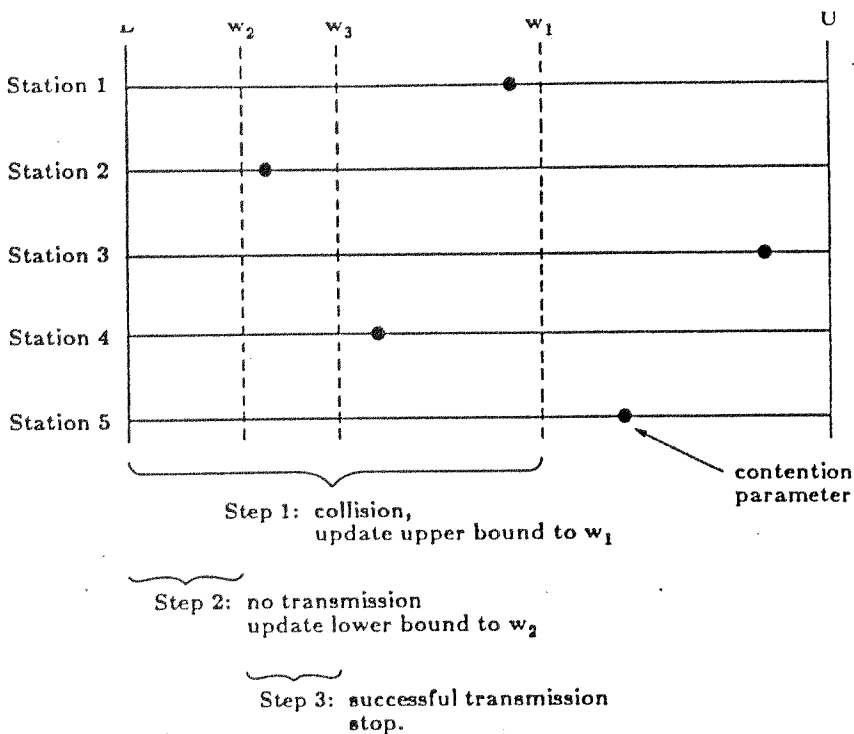 w₂ w₃ w₁ U
Station 1
Station 2
Station 3
Station 4
Station 5
contention
parameter
Step 1: collision,
update upper bound to w₁
Step 2: no transmission
update lower bound to w₂
Step 3: successful transmission
stop.